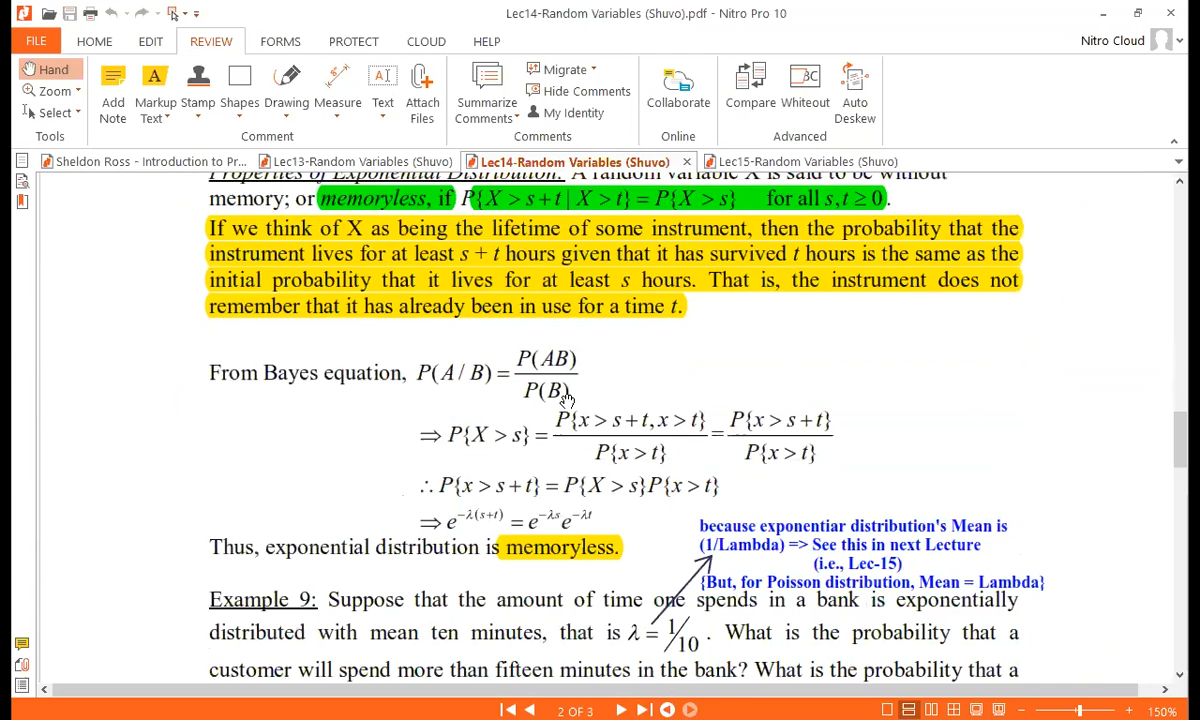 Lec14-Random Variables (Shuvo).pdf - Nitro Pro 10
FILE HOME EDIT REVIEW FORMS PROTECT CLOUD HELP
Nitro Cloud
Hand
Zoom
Select
Tools
Add Note
Markup Text
Stamp
Shapes
Drawing
Measure
Text
Attach Files
Comment
Summarize Comments
Migrate
Hide Comments
My Identity
Comments
Collaborate
Online
Compare
Whiteout
Auto Deskew
Advanced
Sheldon Ross - Introduction to Pr...
Lec13-Random Variables (Shuvo)
Lec14-Random Variables (Shuvo)
Lec15-Random Variables (Shuvo)
Properties of Exponential Distribution: A random variable X is said to be without
memory; or memoryless, if P{X > s+t | X > t} = P{X > s} for all s,t ≥ 0.
If we think of X as being the lifetime of some instrument, then the probability that the
instrument lives for at least s + t hours given that it has survived t hours is the same as the
initial probability that it lives for at least s hours. That is, the instrument does not
remember that it has already been in use for a time t.
From Bayes equation, P(A / B) = P(AB) / P(B)
⇒ P{X > s} = P{x > s+t, x > t} / P{x > t} = P{x > s+t} / P{x > t}
∴ P{x > s+t} = P{X > s}P{x > t}
⇒ e^{-λ(s+t)} = e^{-λs} e^{-λt}
Thus, exponential distribution is memoryless.
because exponentiar distribution's Mean is
(1/Lambda) => See this in next Lecture
(i.e., Lec-15)
{But, for Poisson distribution, Mean = Lambda}
Example 9: Suppose that the amount of time one spends in a bank is exponentially
distributed with mean ten minutes, that is λ = 1/10 . What is the probability that a
customer will spend more than fifteen minutes in the bank? What is the probability that a
2 OF 3
150%